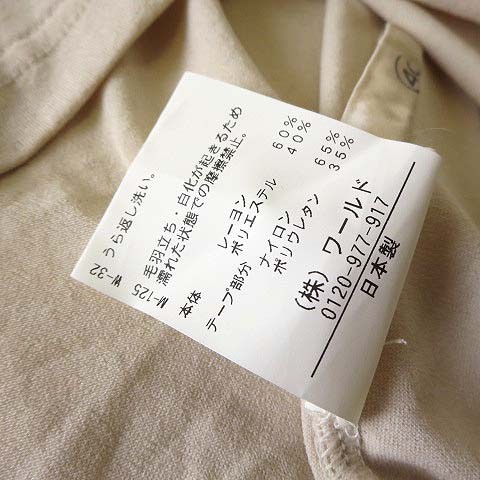 W-32 うら返し洗い。
W-125 毛羽立ち・白化が起きるため
濡れた状態での摩擦禁止。
本体 レーヨン 60%
ポリエステル 40%
テープ部分 ナイロン 65%
ポリウレタン 35%
(株) ワールド
0120-977-917
日本製